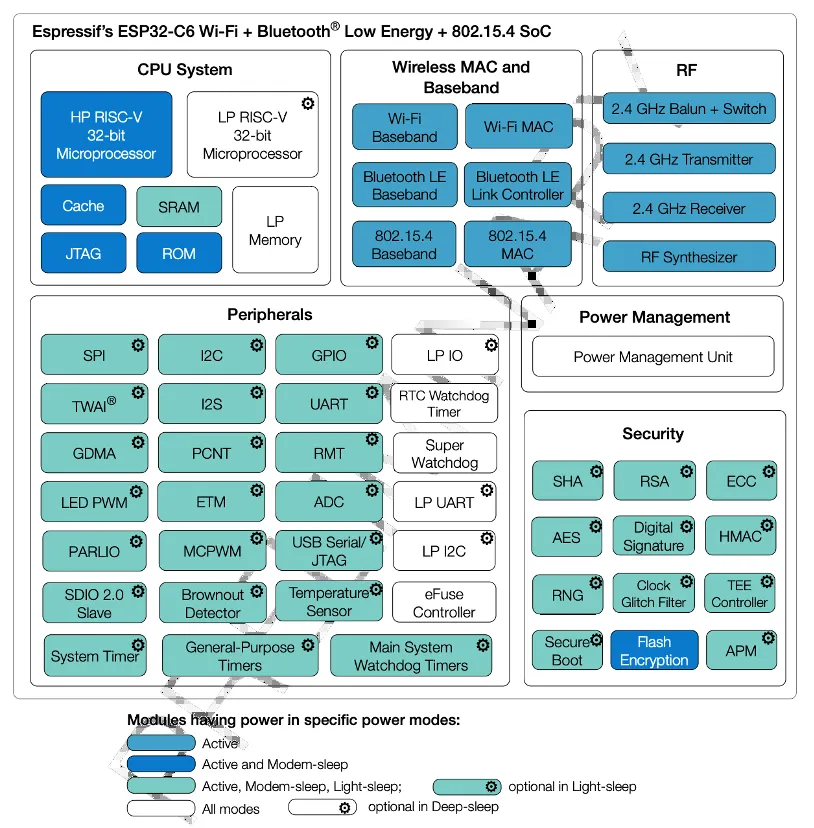 Espressif's ESP32-C6 Wi-Fi + Bluetooth® Low Energy + 802.15.4 SoC
CPU System
HP RISC-V
32-bit
Microprocessor
LP RISC-V
32-bit
Microprocessor
Cache
SRAM
LP
Memory
JTAG
ROM
Wireless MAC and
Baseband
Wi-Fi
Baseband
Wi-Fi MAC
Bluetooth LE
Baseband
Bluetooth LE
Link Controller
802.15.4
Baseband
802.15.4
MAC
RF
2.4 GHz Balun + Switch
2.4 GHz Transmitter
2.4 GHz Receiver
RF Synthesizer
Peripherals
SPI
I2C
GPIO
LP IO
TWAI®
I2S
UART
RTC Watchdog
Timer
GDMA
PCNT
RMT
Super
Watchdog
LED PWM
ETM
ADC
LP UART
PARLIO
MCPWM
USB Serial/
JTAG
LP I2C
SDIO 2.0
Slave
Brownout
Detector
Temperature
Sensor
eFuse
Controller
System Timer
General-Purpose
Timers
Main System
Watchdog Timers
Power Management
Power Management Unit
Security
SHA
RSA
ECC
AES
Digital
Signature
HMAC
RNG
Clock
Glitch Filter
TEE
Controller
Secure
Boot
Flash
Encryption
APM
Modules having power in specific power modes:
Active
Active and Modem-sleep
Active, Modem-sleep, Light-sleep;
optional in Light-sleep
All modes
optional in Deep-sleep
PRELIMINARY